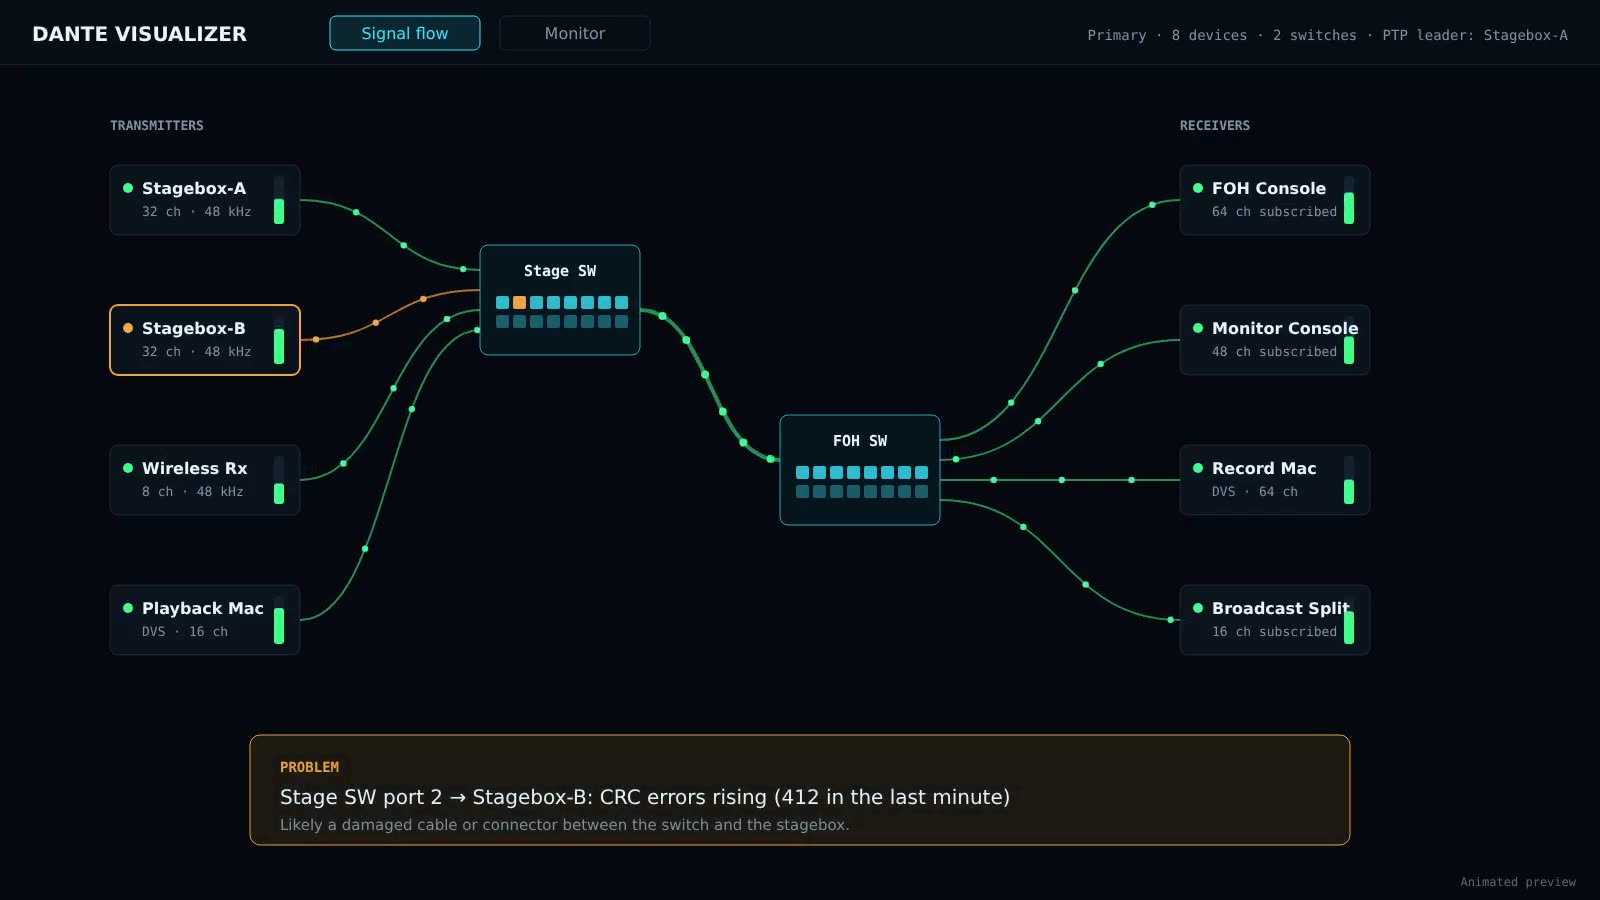 DANTE VISUALIZER
Signal flow
Monitor
Primary · 8 devices · 2 switches · PTP leader: Stagebox-A
TRANSMITTERS
RECEIVERS
Stagebox-A
32 ch · 48 kHz
Stagebox-B
32 ch · 48 kHz
Wireless Rx
8 ch · 48 kHz
Playback Mac
DVS · 16 ch
Stage SW
FOH SW
FOH Console
64 ch subscribed
Monitor Console
48 ch subscribed
Record Mac
DVS · 64 ch
Broadcast Split
16 ch subscribed
PROBLEM
Stage SW port 2 → Stagebox-B: CRC errors rising (412 in the last minute)
Likely a damaged cable or connector between the switch and the stagebox.
Animated preview